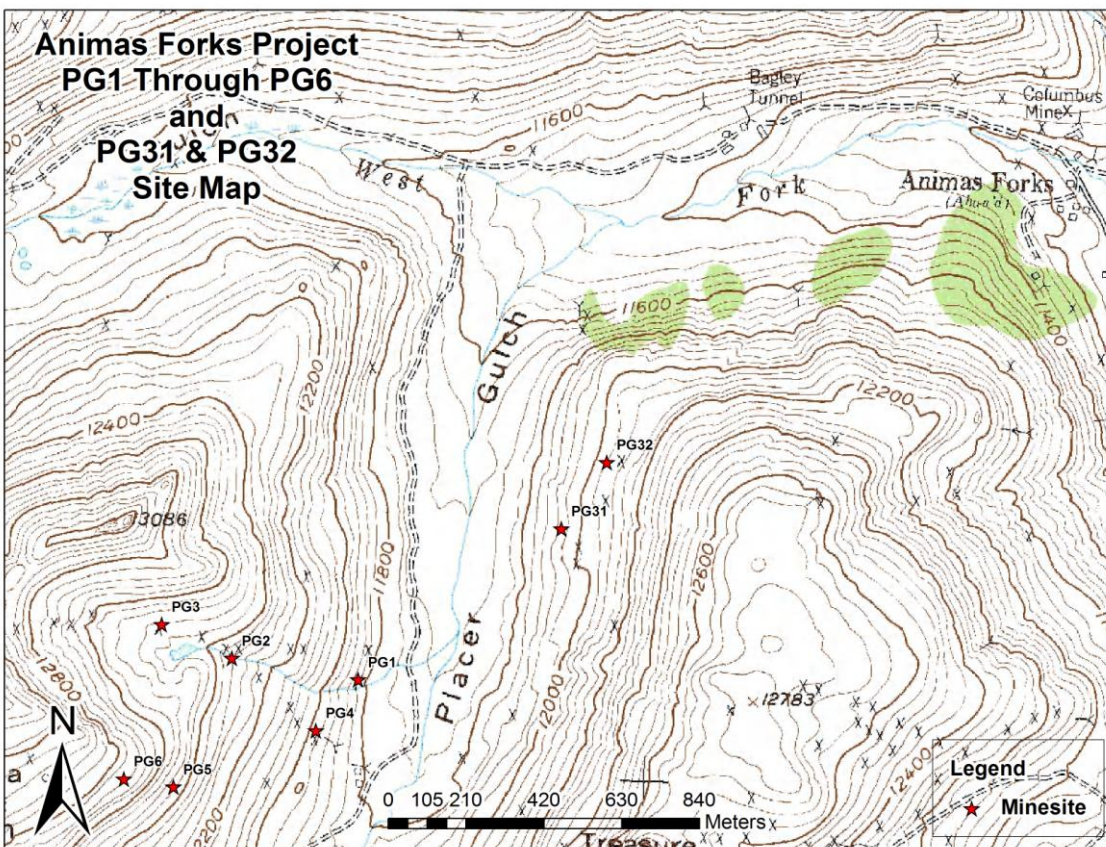 Animas Forks Project
PG1 Through PG6
and
PG31 & PG32
Site Map
11600
Bagley
Tunnel
Columbus
Mine
West
Fork
Animas Forks
11600
11400
Gulch
12200
12200
12400
PG32
13086
PG31
11800
12600
PG3
PG2
PG1
Placer
12000
12783
12800
PG4
N
PG6
PG5
12400
12200
Legend
Minesite
0 105 210 420 630 840
Meters
Treasure